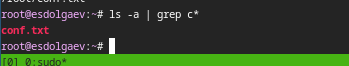 root@esdolgaev:~# ls -a | grep c*
conf.txt
root@esdolgaev:~#
[0] 0:sudo*